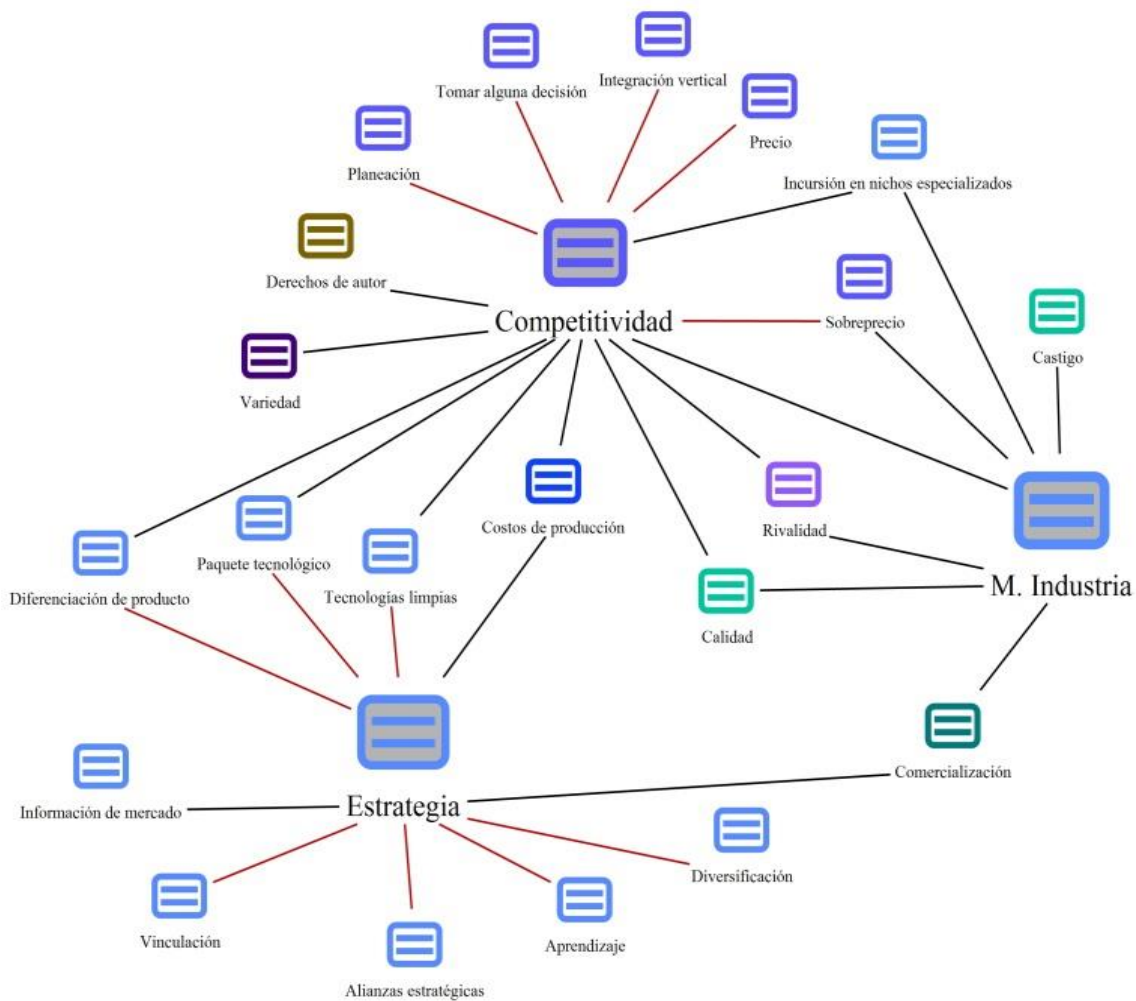 Tomar alguna decisión
Integración vertical
Precio
Planeación
Incursión en nichos especializados
Derechos de autor
Competitividad
Sobreprecio
Castigo
Variedad
Costos de producción
Rivalidad
Paquete tecnológico
Diferenciación de producto
Tecnologías limpias
M. Industria
Calidad
Comercialización
Información de mercado
Estrategia
Diversificación
Vinculación
Aprendizaje
Alianzas estratégicas